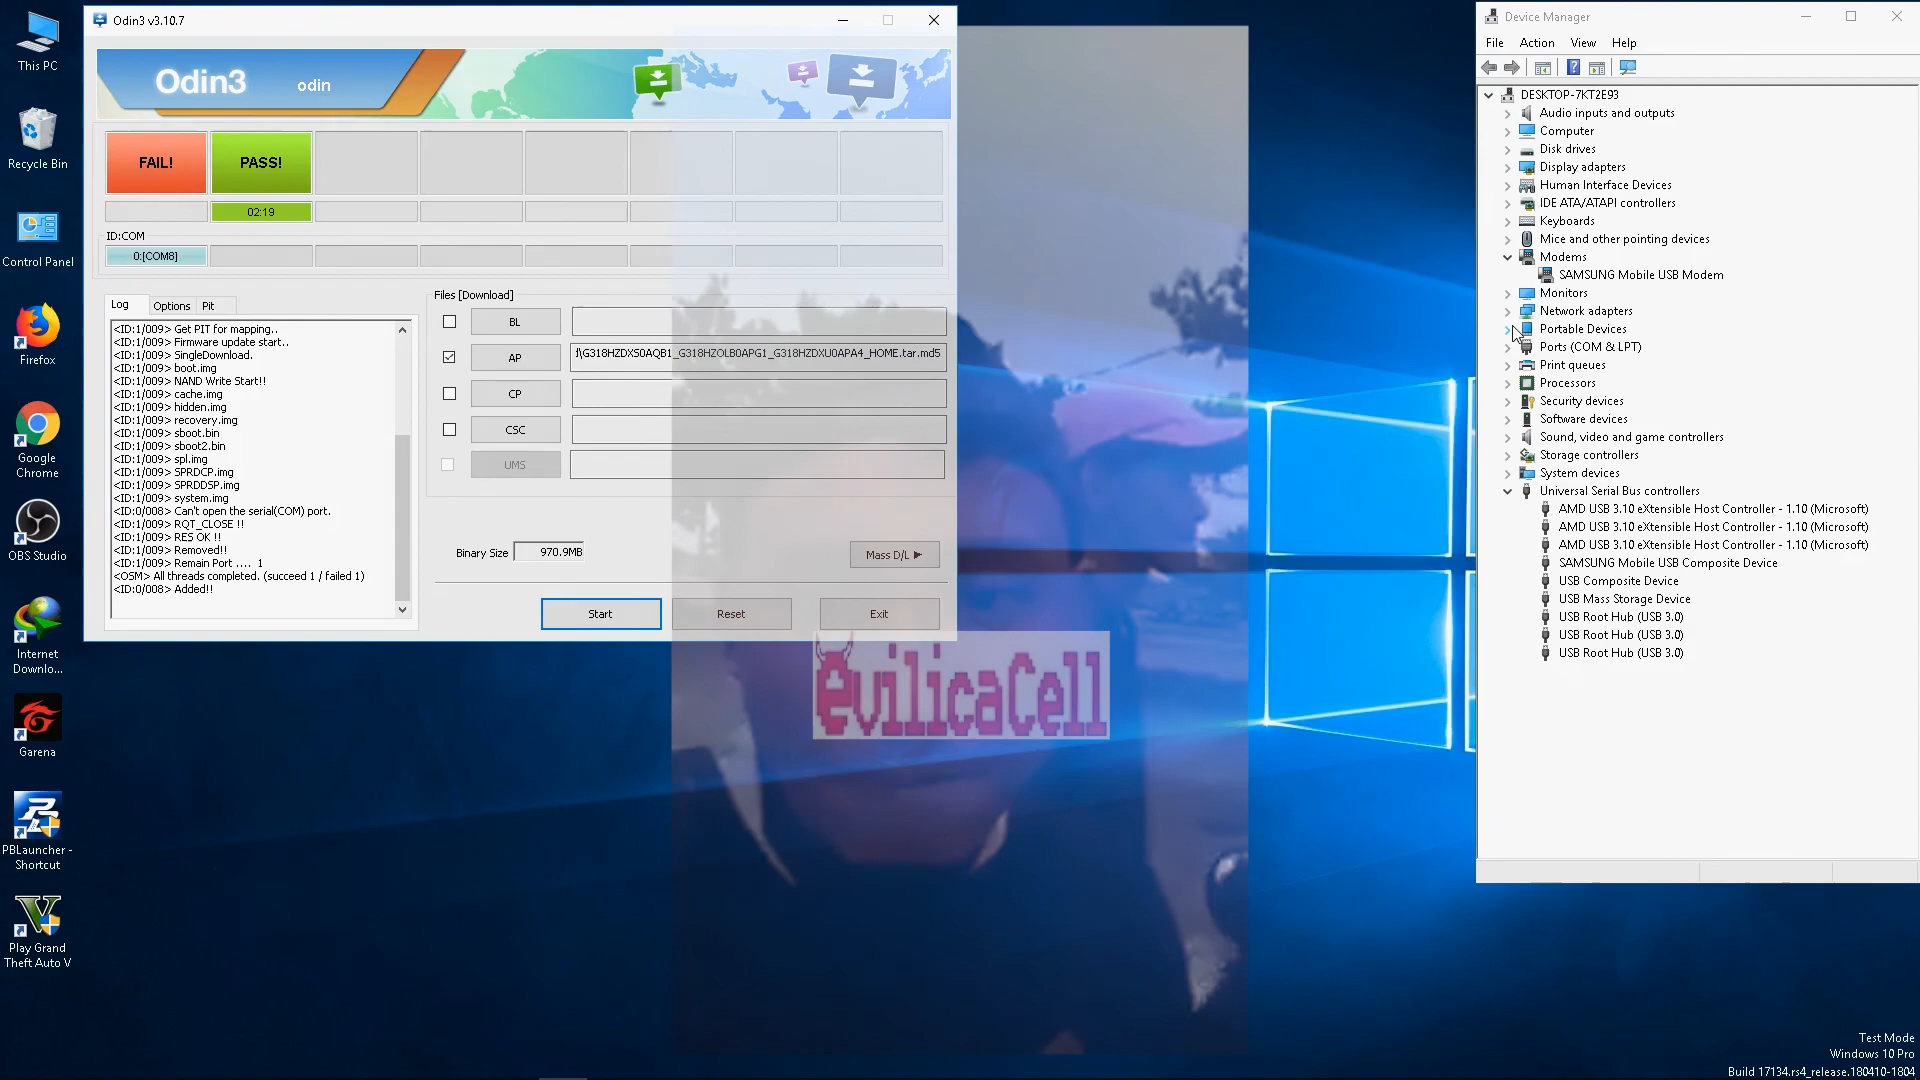 This PC
Recycle Bin
Control Panel
Firefox
Google
Chrome
OBS Studio
Internet
Downlo...
Garena
PBLauncher -
Shortcut
Play Grand
Theft Auto V
Odin3 v3.10.7
Odin3 odin
FAIL! PASS!
02:19
ID:COM
0:[COM8]
Log Options Pit
<ID:1/009> Get PIT for mapping..
<ID:1/009> Firmware update start..
<ID:1/009> SingleDownload.
<ID:1/009> boot.img
<ID:1/009> NAND Write Start!!
<ID:1/009> cache.img
<ID:1/009> hidden.img
<ID:1/009> recovery.img
<ID:1/009> sboot.bin
<ID:1/009> sboot2.bin
<ID:1/009> spl.img
<ID:1/009> SPRDCP.img
<ID:1/009> SPRDDSP.img
<ID:1/009> system.img
<ID:0/008> Can't open the serial(COM) port.
<ID:1/009> RQT_CLOSE !!
<ID:1/009> RES OK !!
<ID:1/009> Removed!!
<ID:1/009> Remain Port .... 1
<OSM> All threads completed. (succeed 1 / failed 1)
<ID:0/008> Added!!
Files [Download]
BL
AP \G318HZDXS0AQB1_G318HZOLB0APG1_G318HZDXU0APA4_HOME.tar.md5
CP
CSC
UMS
Binary Size 970.9MB
Mass D/L ▶
Start Reset Exit
evilicaCell
Device Manager
File Action View Help
DESKTOP-7KT2E93
Audio inputs and outputs
Computer
Disk drives
Display adapters
Human Interface Devices
IDE ATA/ATAPI controllers
Keyboards
Mice and other pointing devices
Modems
SAMSUNG Mobile USB Modem
Monitors
Network adapters
Portable Devices
Ports (COM & LPT)
Print queues
Processors
Security devices
Software devices
Sound, video and game controllers
Storage controllers
System devices
Universal Serial Bus controllers
AMD USB 3.10 eXtensible Host Controller - 1.10 (Microsoft)
AMD USB 3.10 eXtensible Host Controller - 1.10 (Microsoft)
AMD USB 3.10 eXtensible Host Controller - 1.10 (Microsoft)
SAMSUNG Mobile USB Composite Device
USB Composite Device
USB Mass Storage Device
USB Root Hub (USB 3.0)
USB Root Hub (USB 3.0)
USB Root Hub (USB 3.0)
Test Mode
Windows 10 Pro
Build 17134.rs4_release.180410-1804